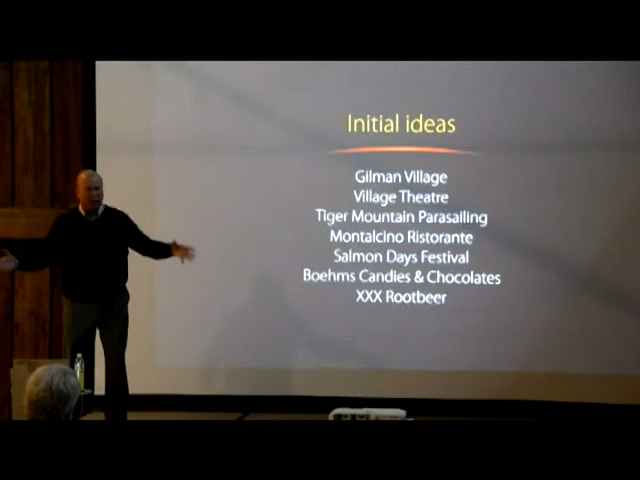 Initial ideas
Gilman Village
Village Theatre
Tiger Mountain Parasailing
Montalcino Ristorante
Salmon Days Festival
Boehms Candies & Chocolates
XXX Rootbeer